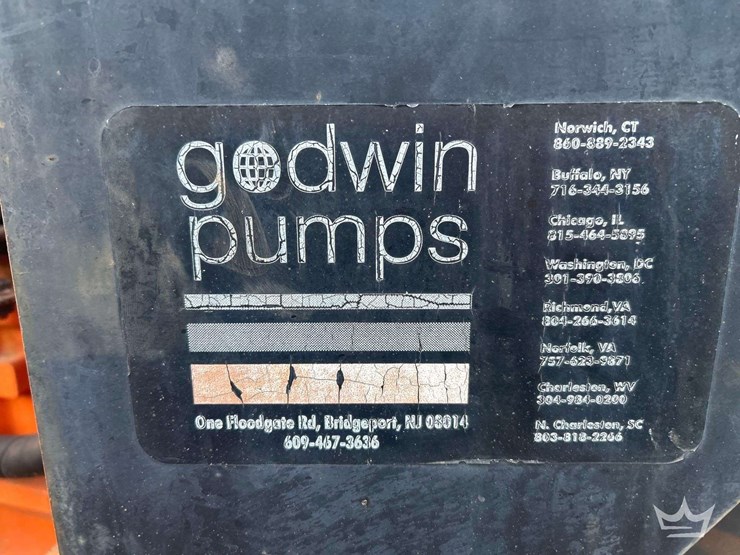 godwin
pumps
One Floodgate Rd, Bridgeport, NJ 08014
609-467-3636
Norwich, CT
860-889-2343
Buffalo, NY
716-344-3156
Chicago, IL
815-464-5895
Washington, DC
301-390-3806
Richmond, VA
804-266-3614
Norfolk, VA
757-623-9871
Charleston, WV
304-984-0200
N. Charleston, SC
803-818-2266